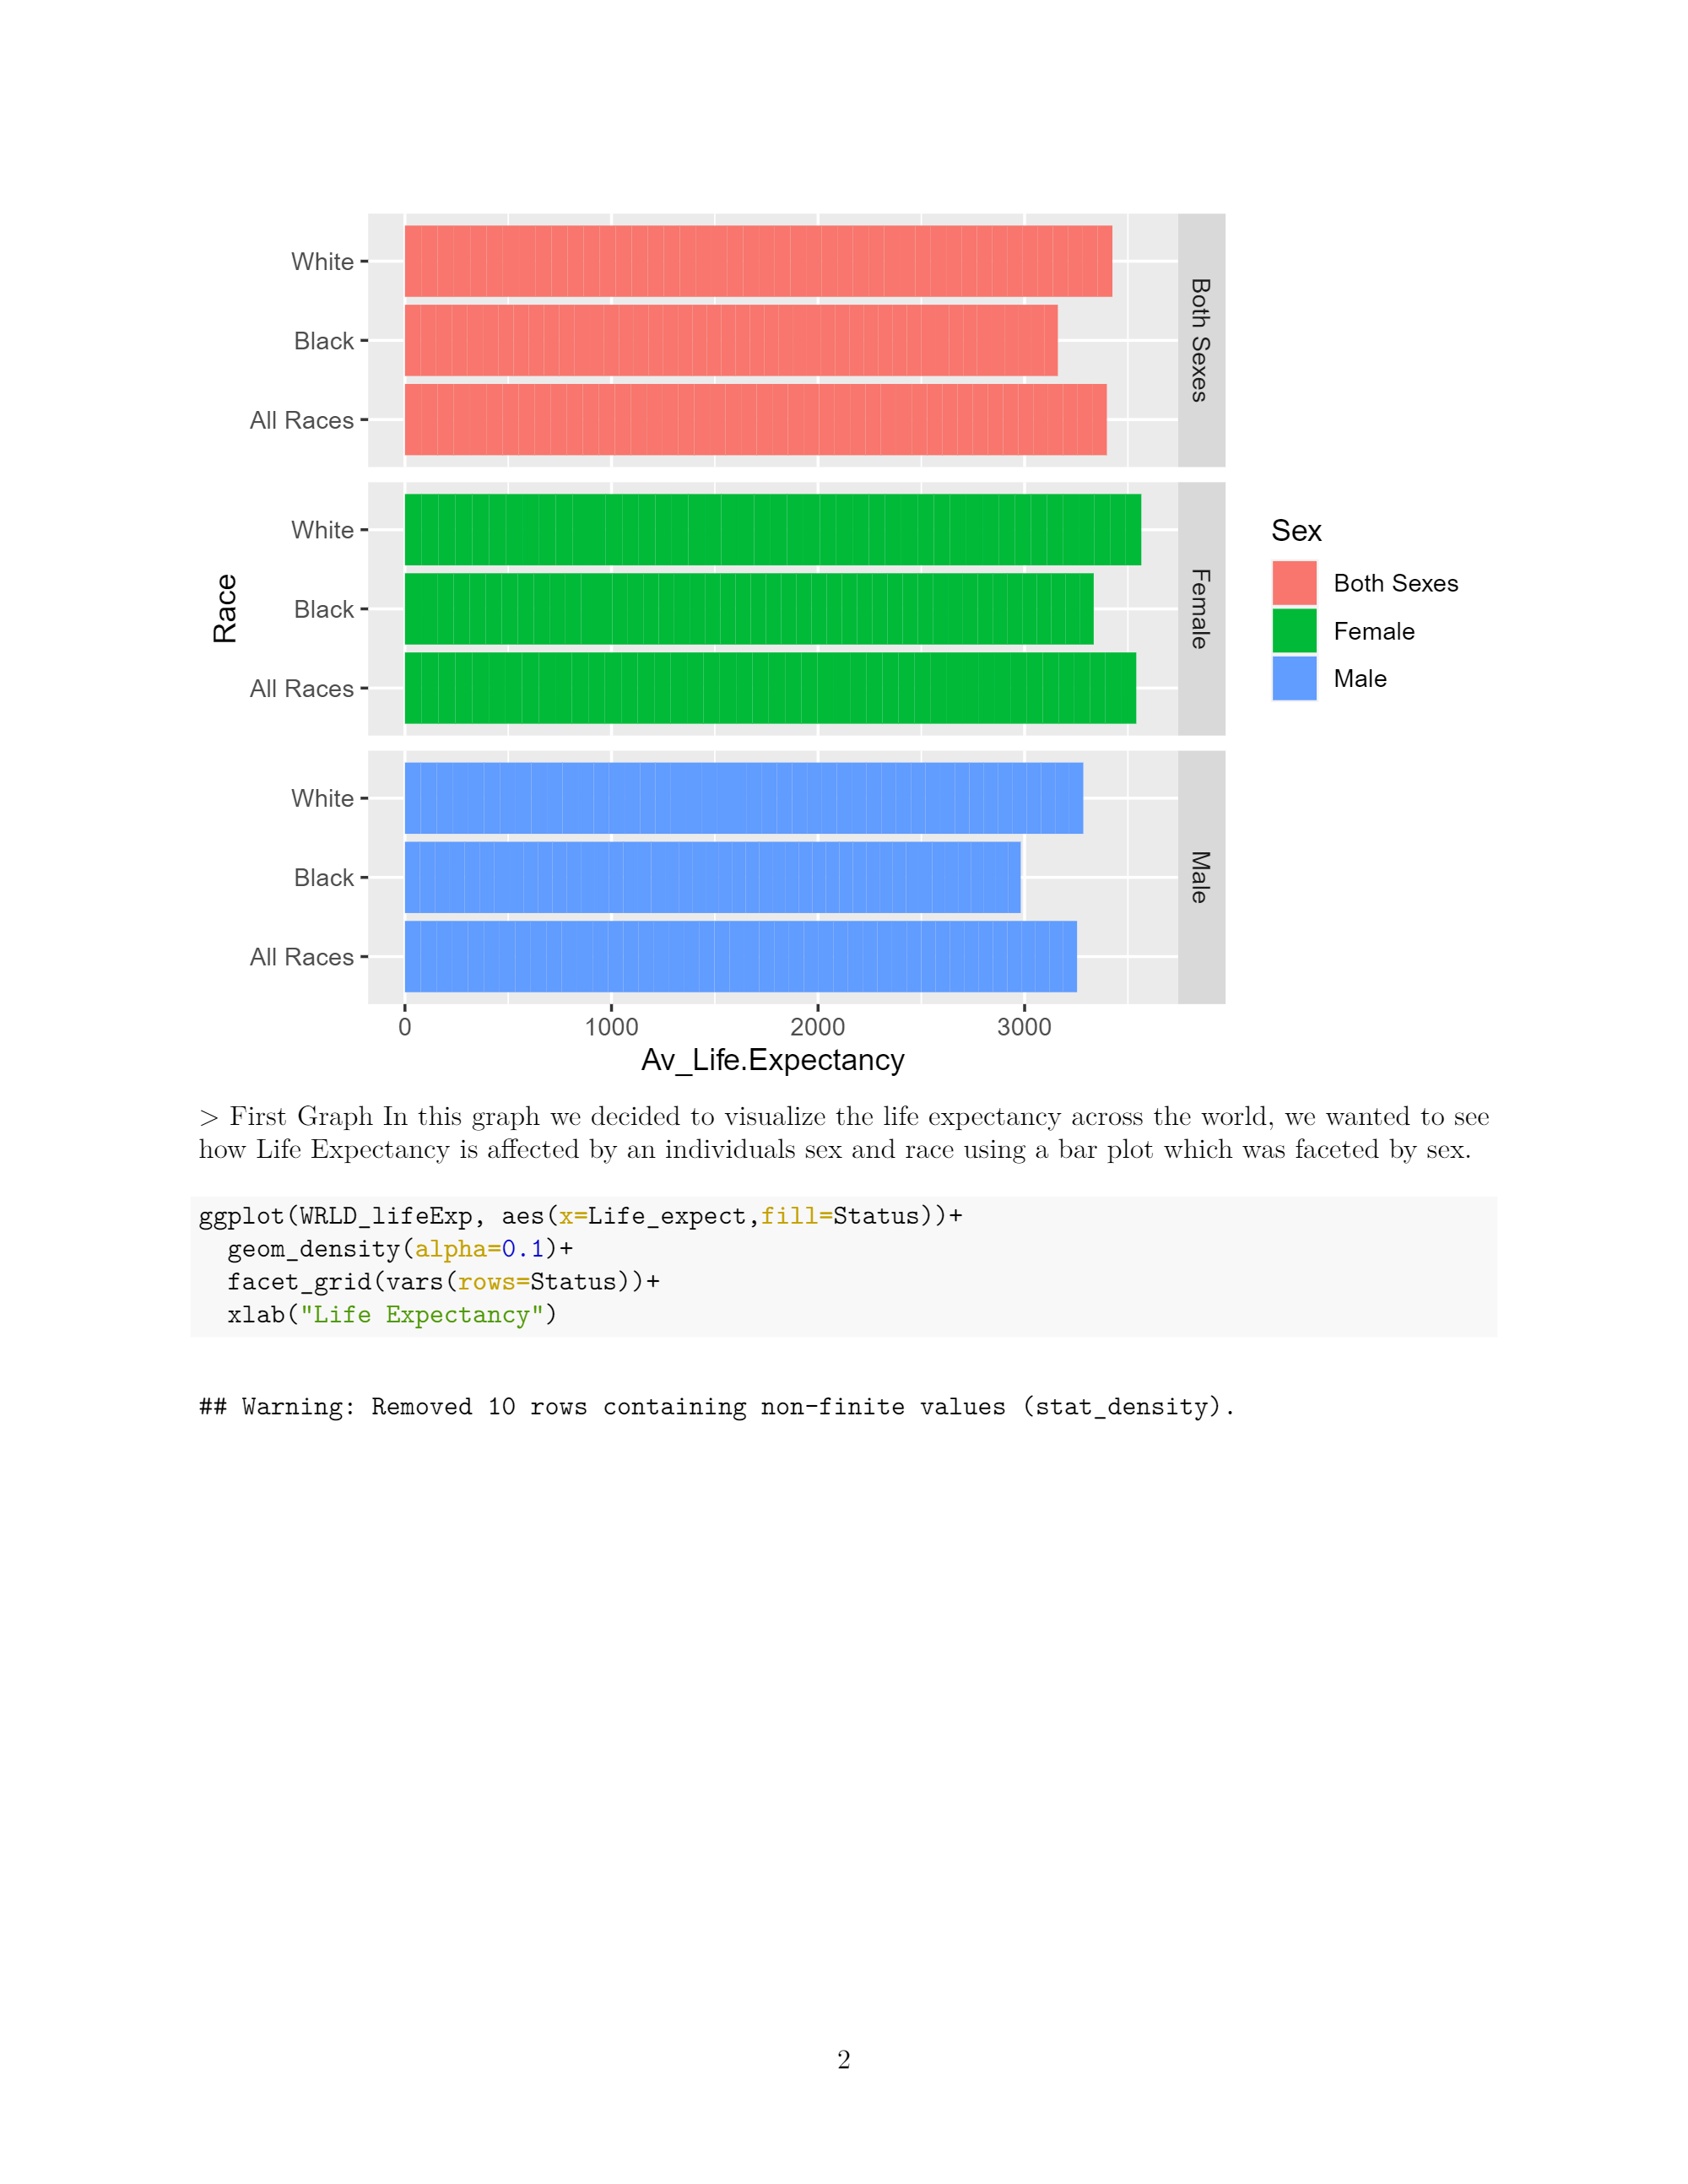 White
Black
All Races
Both Sexes
White
Black
All Races
Female
White
Black
All Races
Male
Race
0 1000 2000 3000
Av_Life.Expectancy
Sex
Both Sexes
Female
Male
> First Graph In this graph we decided to visualize the life expectancy across the world, we wanted to see
how Life Expectancy is affected by an individuals sex and race using a bar plot which was faceted by sex.
ggplot(WRLD_lifeExp, aes(x=Life_expect,fill=Status))+
  geom_density(alpha=0.1)+
  facet_grid(vars(rows=Status))+
  xlab("Life Expectancy")
## Warning: Removed 10 rows containing non-finite values (stat_density).
2